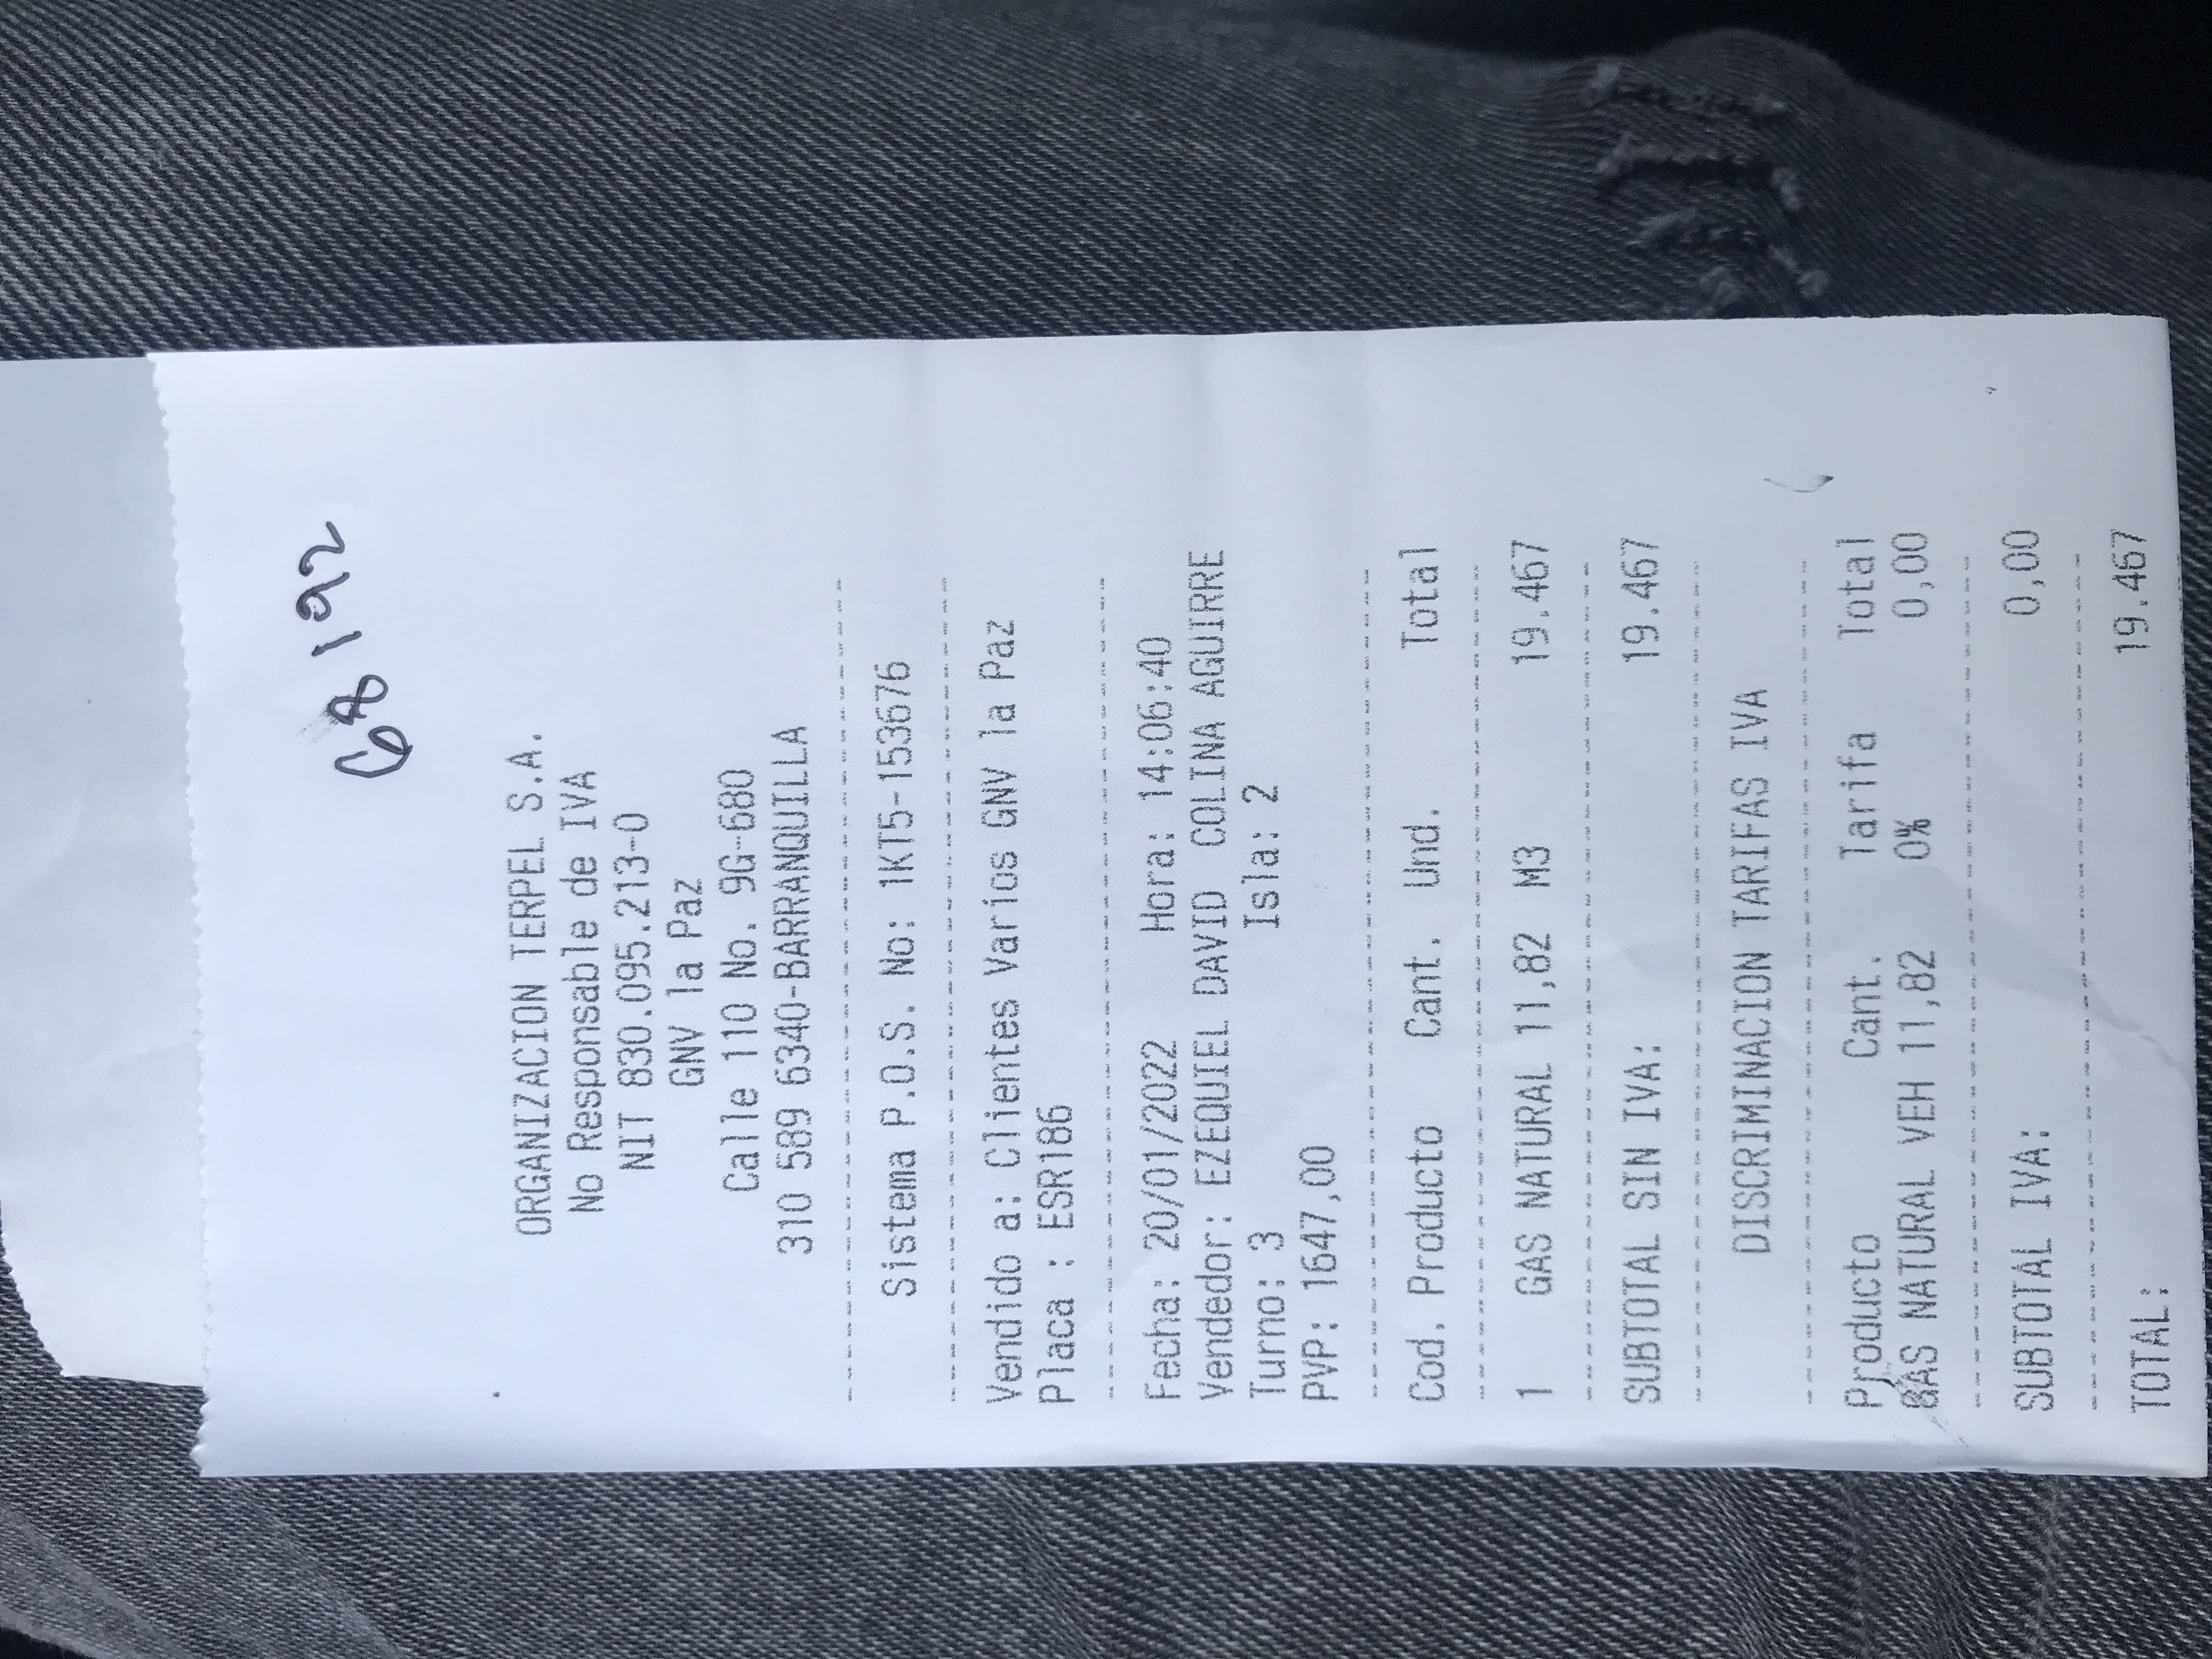 68192
ORGANIZACION TERPEL S.A.
No Responsable de IVA
NIT 830.095.213-0
GNV la Paz
Calle 110 No. 9G-680
310 589 6340-BARRANQUILLA
Sistema P.O.S. No: 1KT5-153676
Vendido a: Clientes Varios GNV la Paz
Placa : ESR186
Fecha: 20/01/2022 Hora: 14:06:40
Vendedor: EZEQUIEL DAVID COLINA AGUIRRE
Turno: 3 Isla: 2
PVP: 1647,00
Cod. Producto Cant. Und. Total
1 GAS NATURAL 11,82 M3 19.467
SUBTOTAL SIN IVA: 19.467
DISCRIMINACION TARIFAS IVA
Producto Cant. Tarifa Total
GAS NATURAL VEH 11,82 0% 0,00
SUBTOTAL IVA: 0,00
TOTAL: 19.467